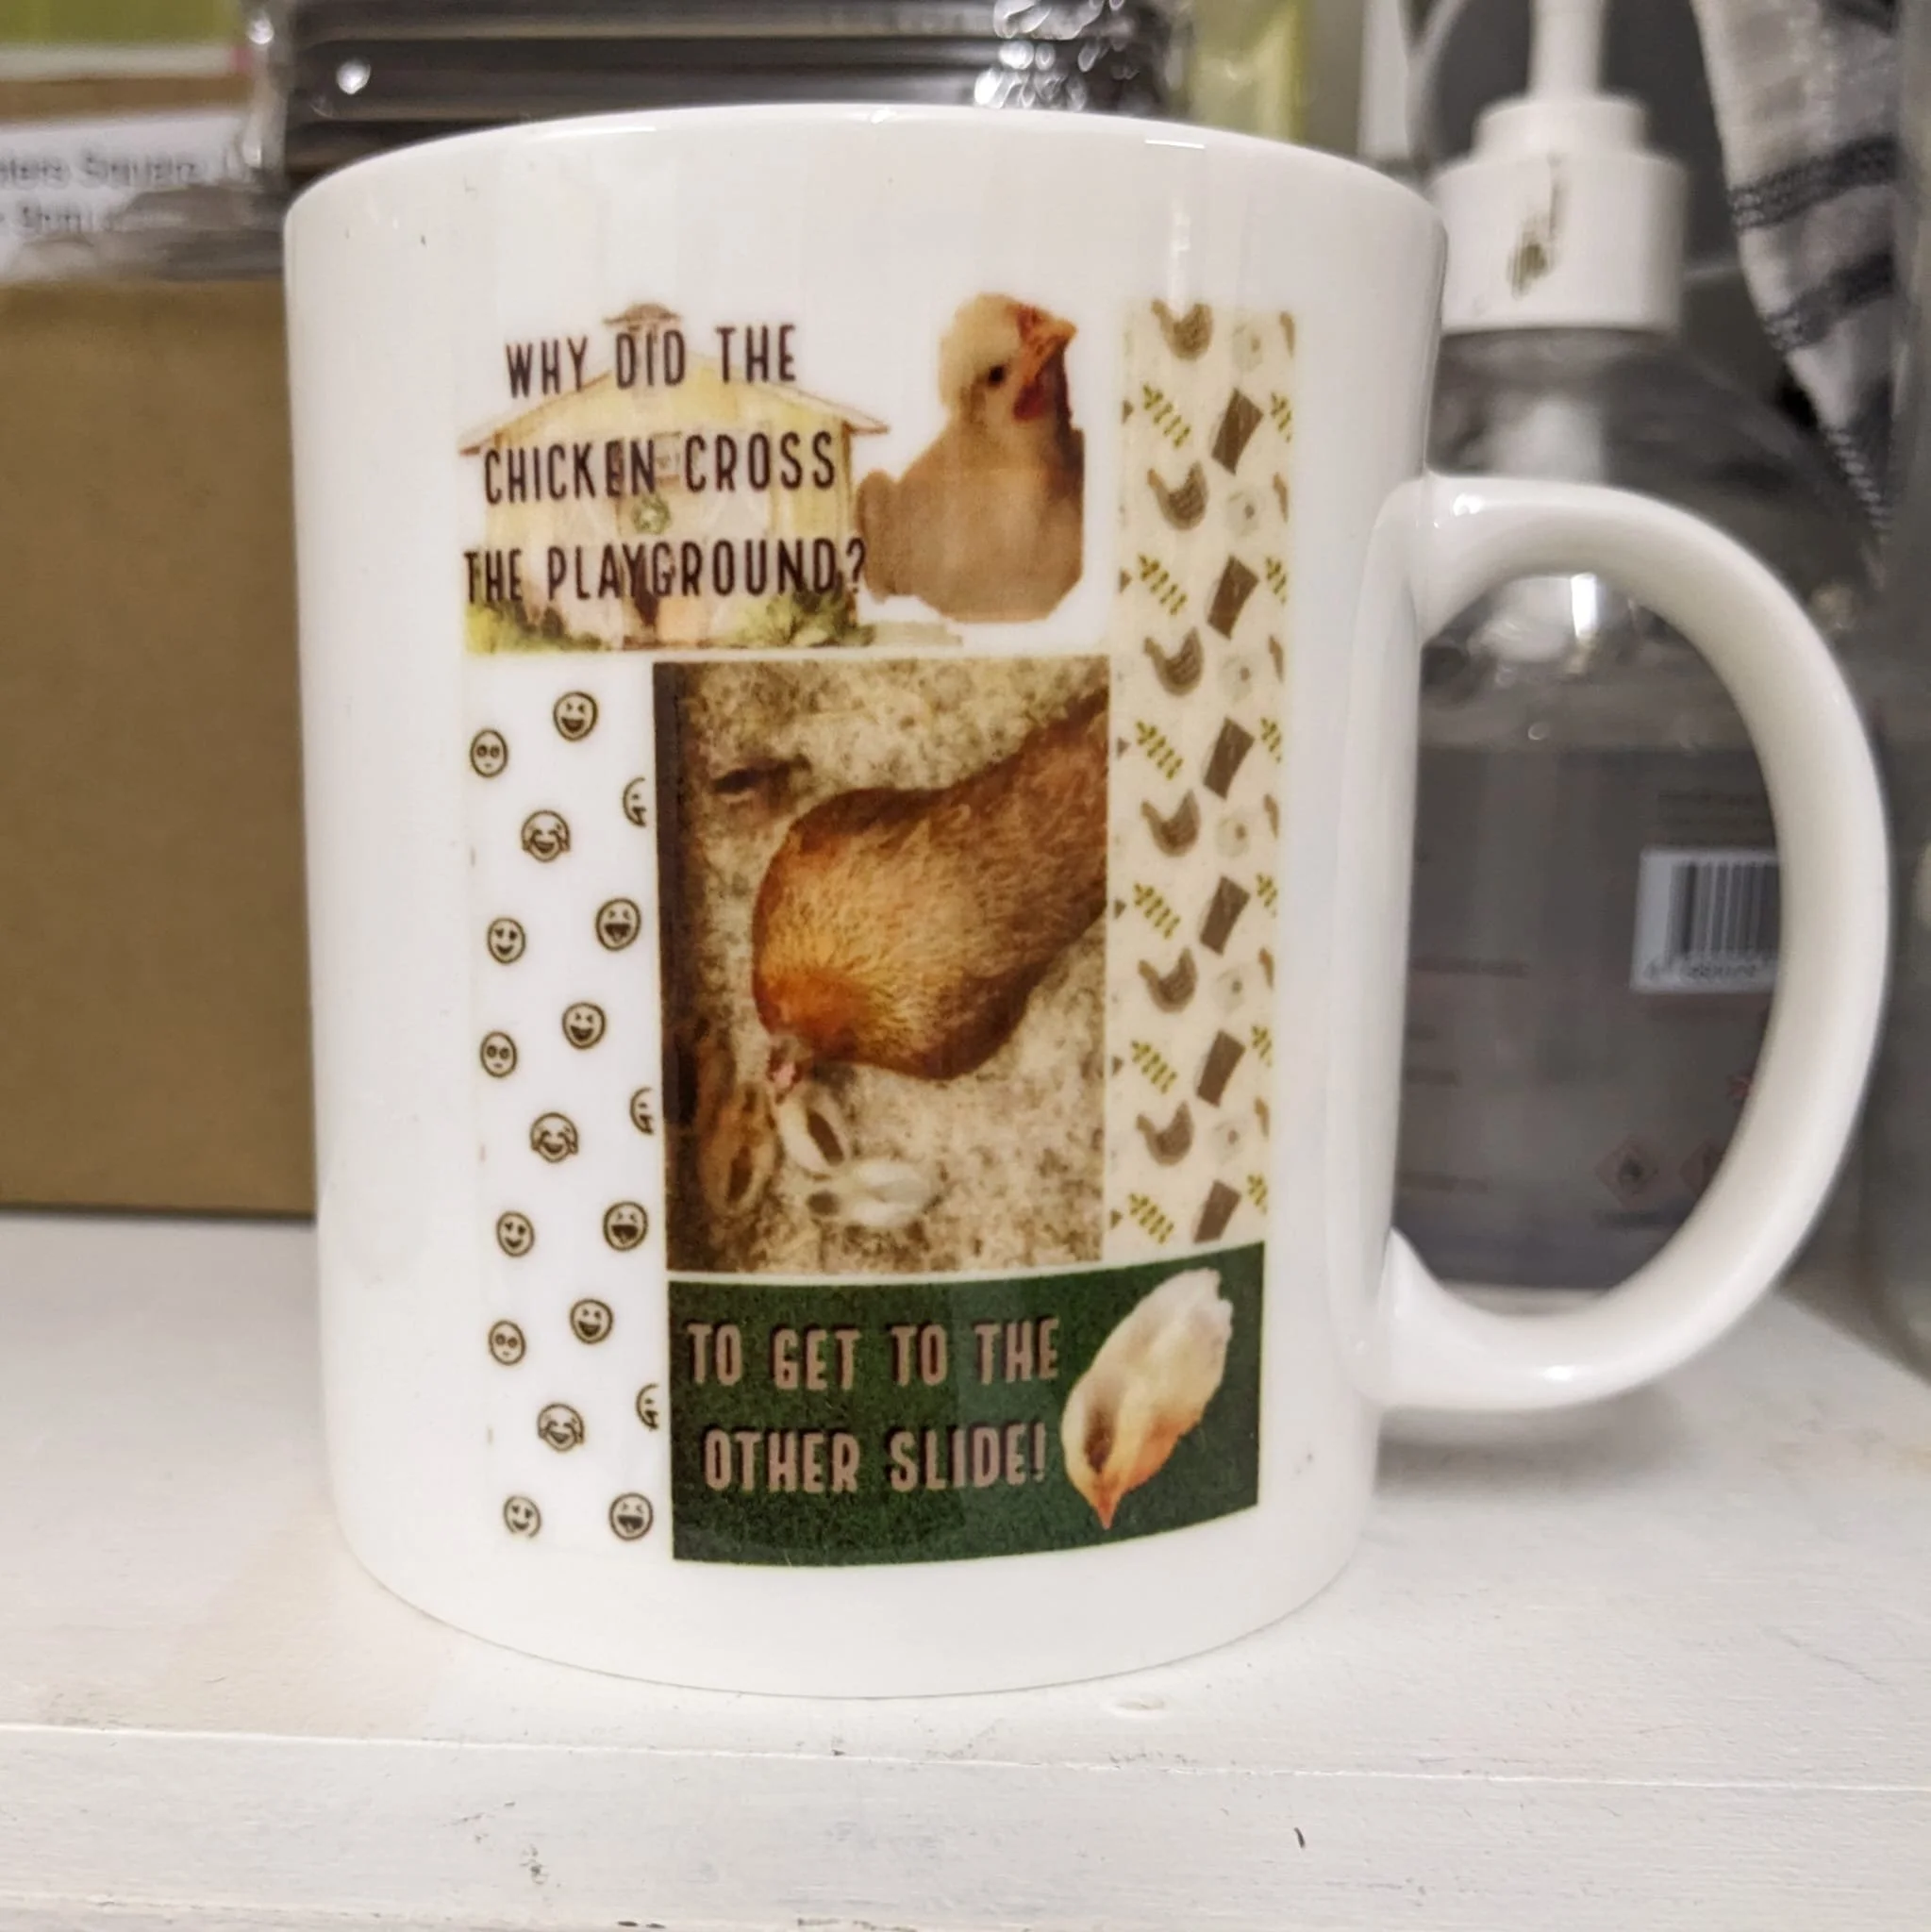 WHY DID THE
CHICKEN CROSS
THE PLAYGROUND?
TO GET TO THE
OTHER SLIDE!